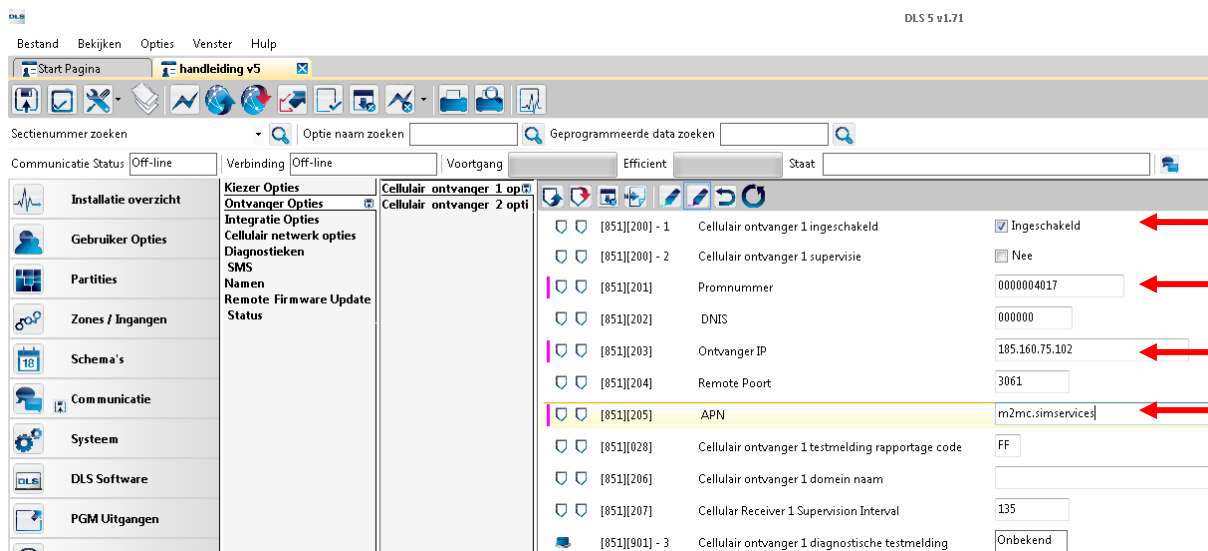 DLS
DLS 5 v1.71
Bestand Bekijken Opties Venster Hulp
Start Pagina handleiding v5
Sectienummer zoeken Optie naam zoeken Geprogrammeerde data zoeken
Communicatie Status Off-line Verbinding Off-line Voortgang Efficient Staat
Installatie overzicht
Gebruiker Opties
Partities
Zones / Ingangen
18 Schema's
Communicatie
Systeem
DLS DLS Software
PGM Uitgangen
Kiezer Opties
Ontvanger Opties
Integratie Opties
Cellulair netwerk opties
Diagnostieken
SMS
Namen
Remote Firmware Update
Status
Cellulair ontvanger 1 op
Cellulair ontvanger 2 opti
[851][200] - 1 Cellulair ontvanger 1 ingeschakeld Ingeschakeld
[851][200] - 2 Cellulair ontvanger 1 supervisie Nee
[851][201] Promnummer 0000004017
[851][202] DNIS 000000
[851][203] Ontvanger IP 185.160.75.102
[851][204] Remote Poort 3061
[851][205] APN m2mc.simservices
[851][028] Cellulair ontvanger 1 testmelding rapportage code FF
[851][206] Cellulair ontvanger 1 domein naam
[851][207] Cellular Receiver 1 Supervision Interval 135
[851][901] - 3 Cellulair ontvanger 1 diagnostische testmelding Onbekend